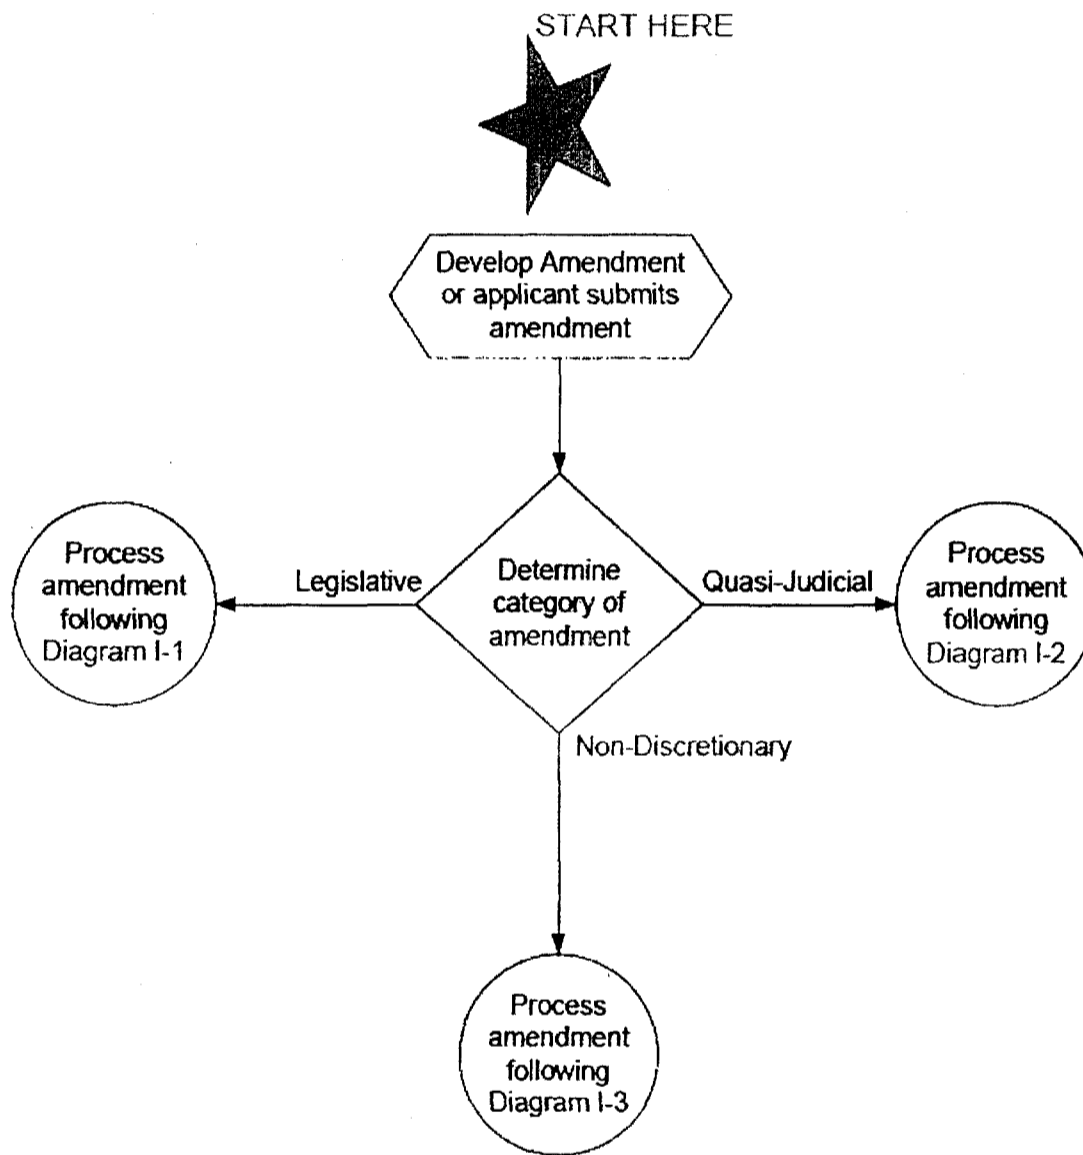 START HERE
Develop Amendment
or applicant submits
amendment
Process
amendment
following
Diagram I-1
Legislative
Determine
category of
amendment
Quasi-Judicial
Process
amendment
following
Diagram I-2
Non-Discretionary
Process
amendment
following
Diagram I-3